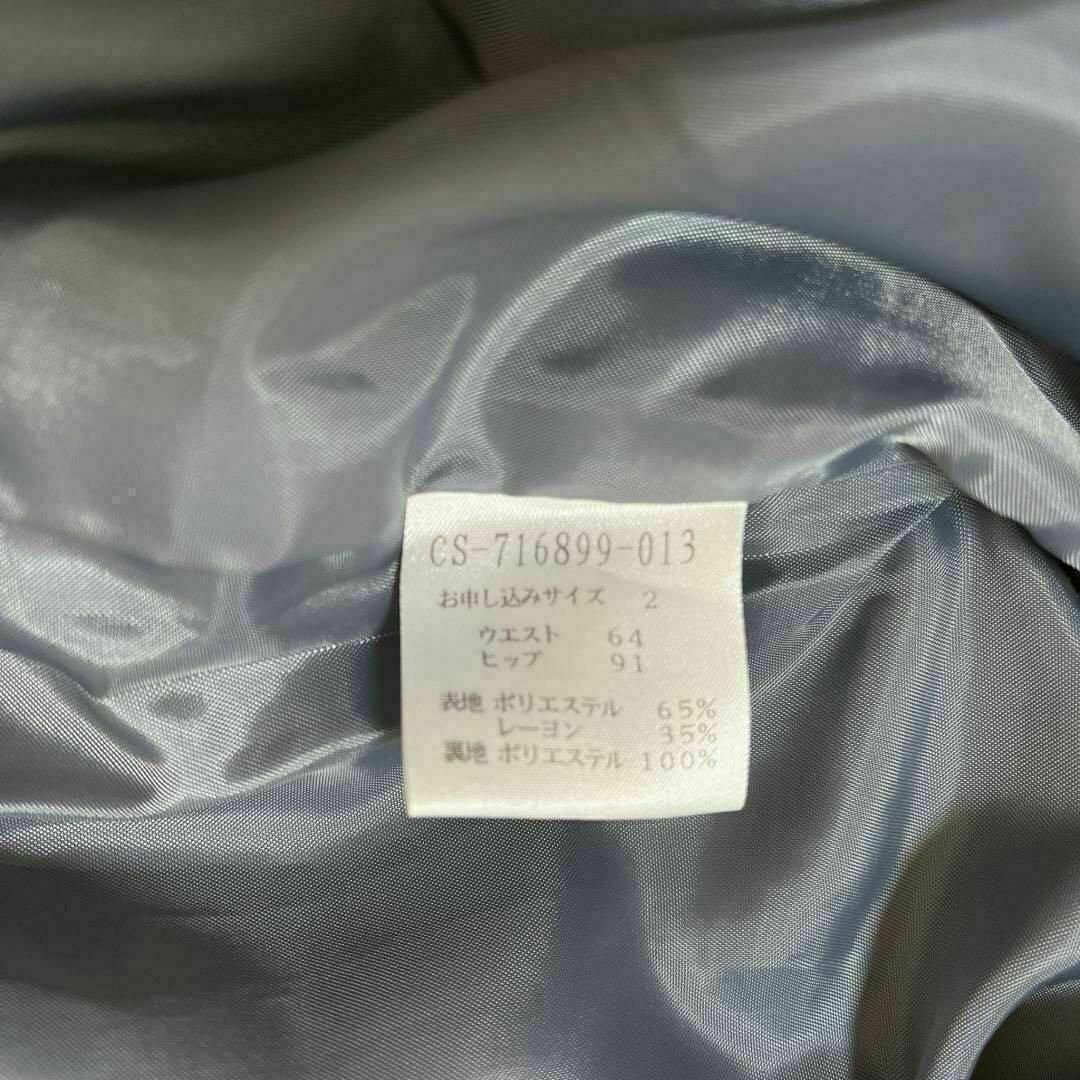 CS-716899-013
お申し込みサイズ 2
ウエスト 64
ヒップ 91
表地 ポリエステル 65%
レーヨン 35%
裏地 ポリエステル 100%